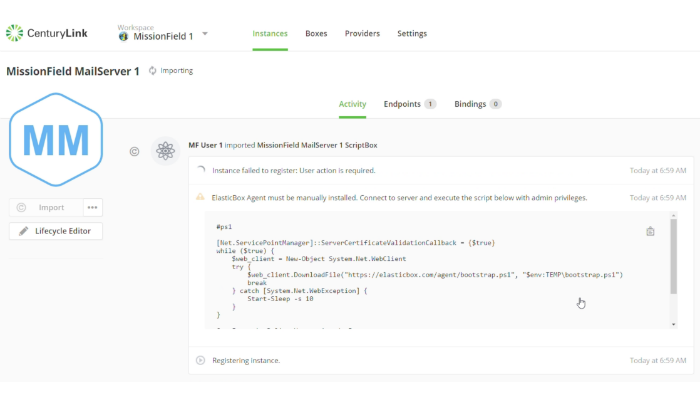 CenturyLink
Workspace
MissionField 1
Instances
Boxes
Providers
Settings
MissionField MailServer 1
Importing
Activity
Endpoints 1
Bindings 0
MM
Import
Lifecycle Editor
MF User 1 imported MissionField MailServer 1 ScriptBox
Instance failed to register: User action is required.
Today at 6:59 AM
ElasticBox Agent must be manually installed. Connect to server and execute the script below with admin privileges.
Today at 6:59 AM
#ps1
[Net.ServicePointManager]::ServerCertificateValidationCallback = {$true}
while ($true) {
$web_client = New-Object System.Net.WebClient
try {
$web_client.DownloadFile("https://elasticbox.com/agent/bootstrap.ps1", "$env:TEMP\bootstrap.ps1")
break
} catch [System.Net.WebException] {
Start-Sleep -s 10
}
}
Registering instance.
Today at 6:59 AM